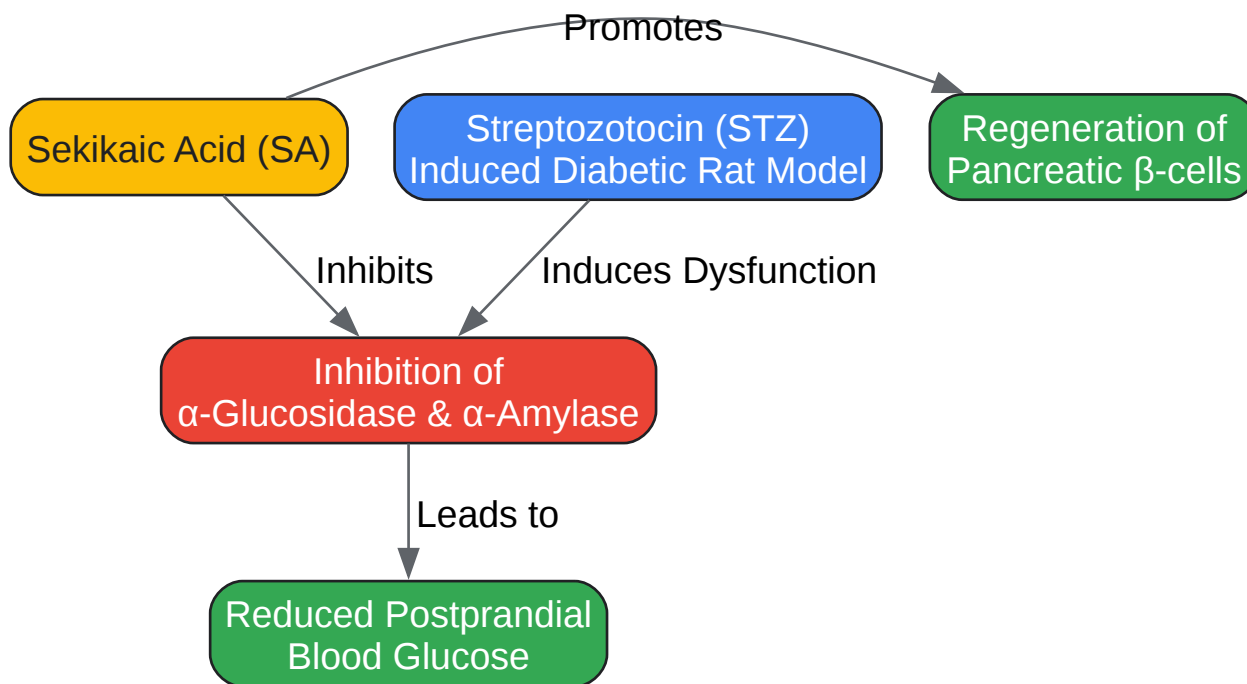 Promotes
Sekikaic Acid (SA)
Streptozotocin (STZ)
Induced Diabetic Rat Model
Regeneration of
Pancreatic β-cells
Inhibits
Induces Dysfunction
Inhibition of
α-Glucosidase & α-Amylase
Leads to
Reduced Postprandial
Blood Glucose